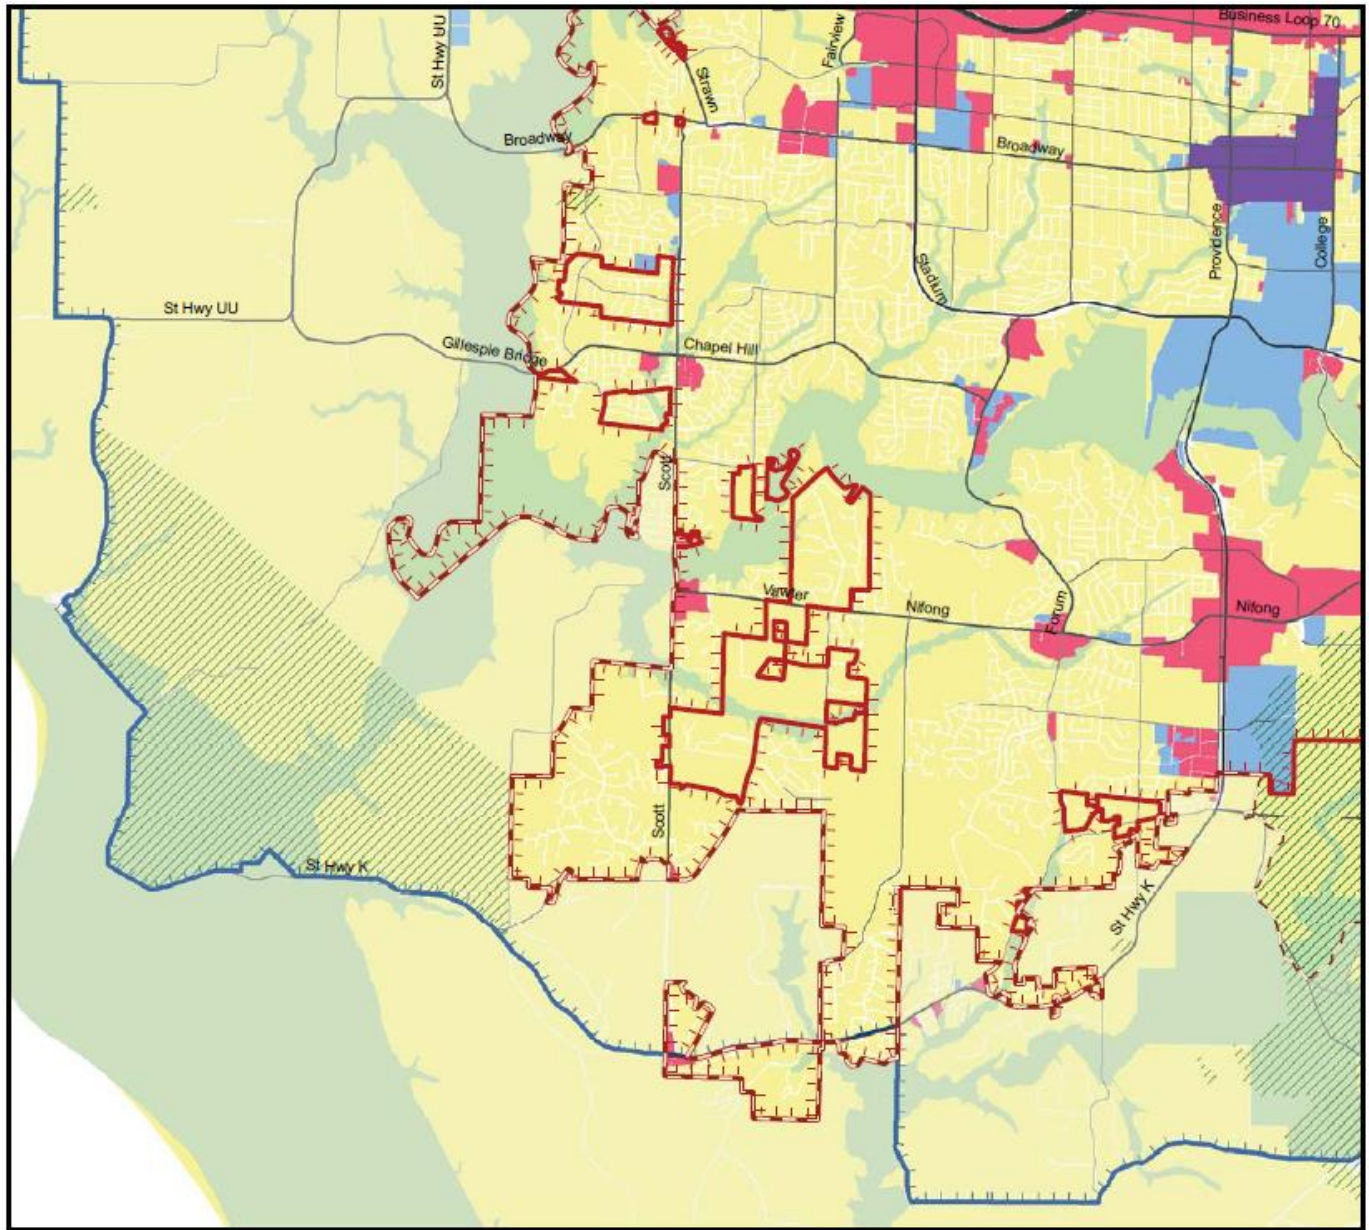 Business Loop 70
St Hwy UU
Fairview
Strawn
Broadway
Broadway
Providence
College
Stadium
St Hwy UU
Gillespie Bridge
Chapel Hill
Scott
Vawter
Nifong
Forum
Nifong
Scott
St Hwy K
St Hwy K